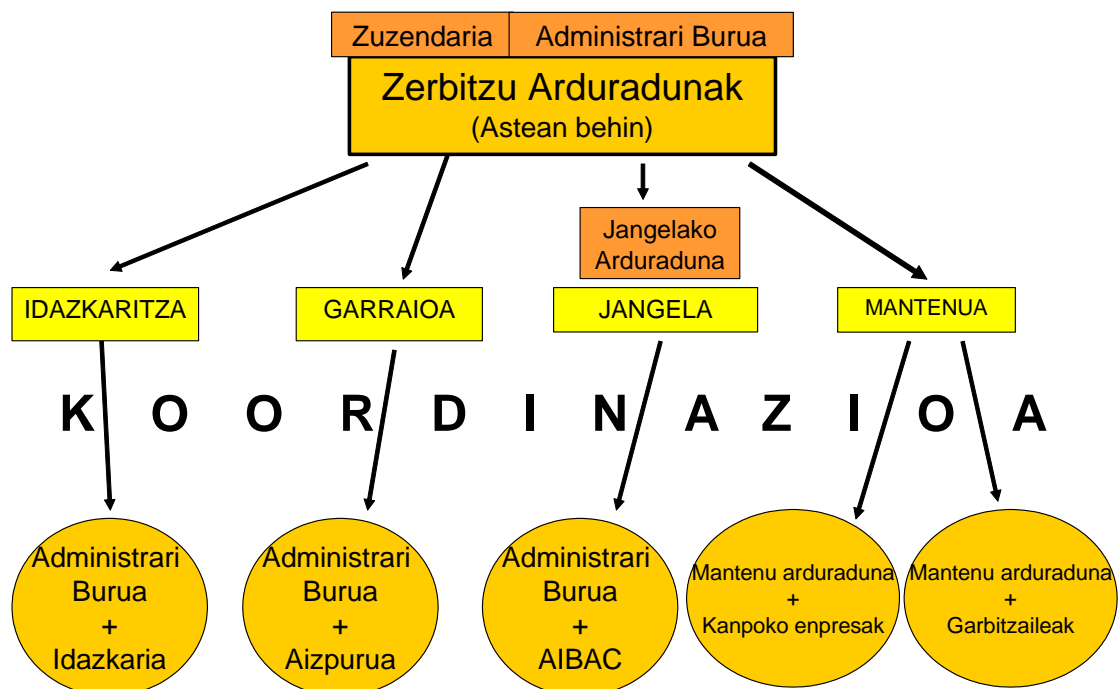 Zuzendaria
Administrari Burua
Zerbitzu Arduradunak
(Astean behin)
Jangelako
Arduraduna
IDAZKARITZA
GARRAIOA
JANGELA
MANTENUA
K O O R D I N A Z I O A
Administrari
Burua
+
Idazkaria
Administrari
Burua
+
Aizpurua
Administrari
Burua
+
AIBAC
Mantenu arduraduna
+
Kanpoko enpresak
Mantenu arduraduna
+
Garbitzaileak